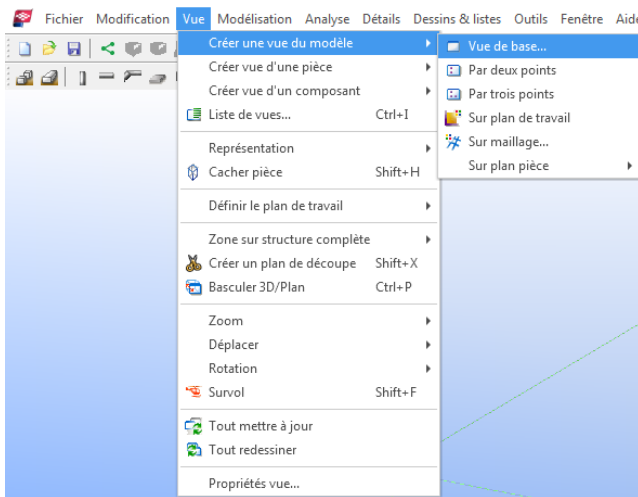 Fichier Modification Vue Modélisation Analyse Détails Dessins & listes Outils Fenêtre Aide
Créer une vue du modèle
Vue de base...
Créer vue d'une pièce
Par deux points
Créer vue d'un composant
Par trois points
Liste de vues... Ctrl+I
Sur plan de travail
Sur maillage...
Représentation
Sur plan pièce
Cacher pièce Shift+H
Définir le plan de travail
Zone sur structure complète
Créer un plan de découpe Shift+X
Basculer 3D/Plan Ctrl+P
Zoom
Déplacer
Rotation
Survol Shift+F
Tout mettre à jour
Tout redessiner
Propriétés vue...